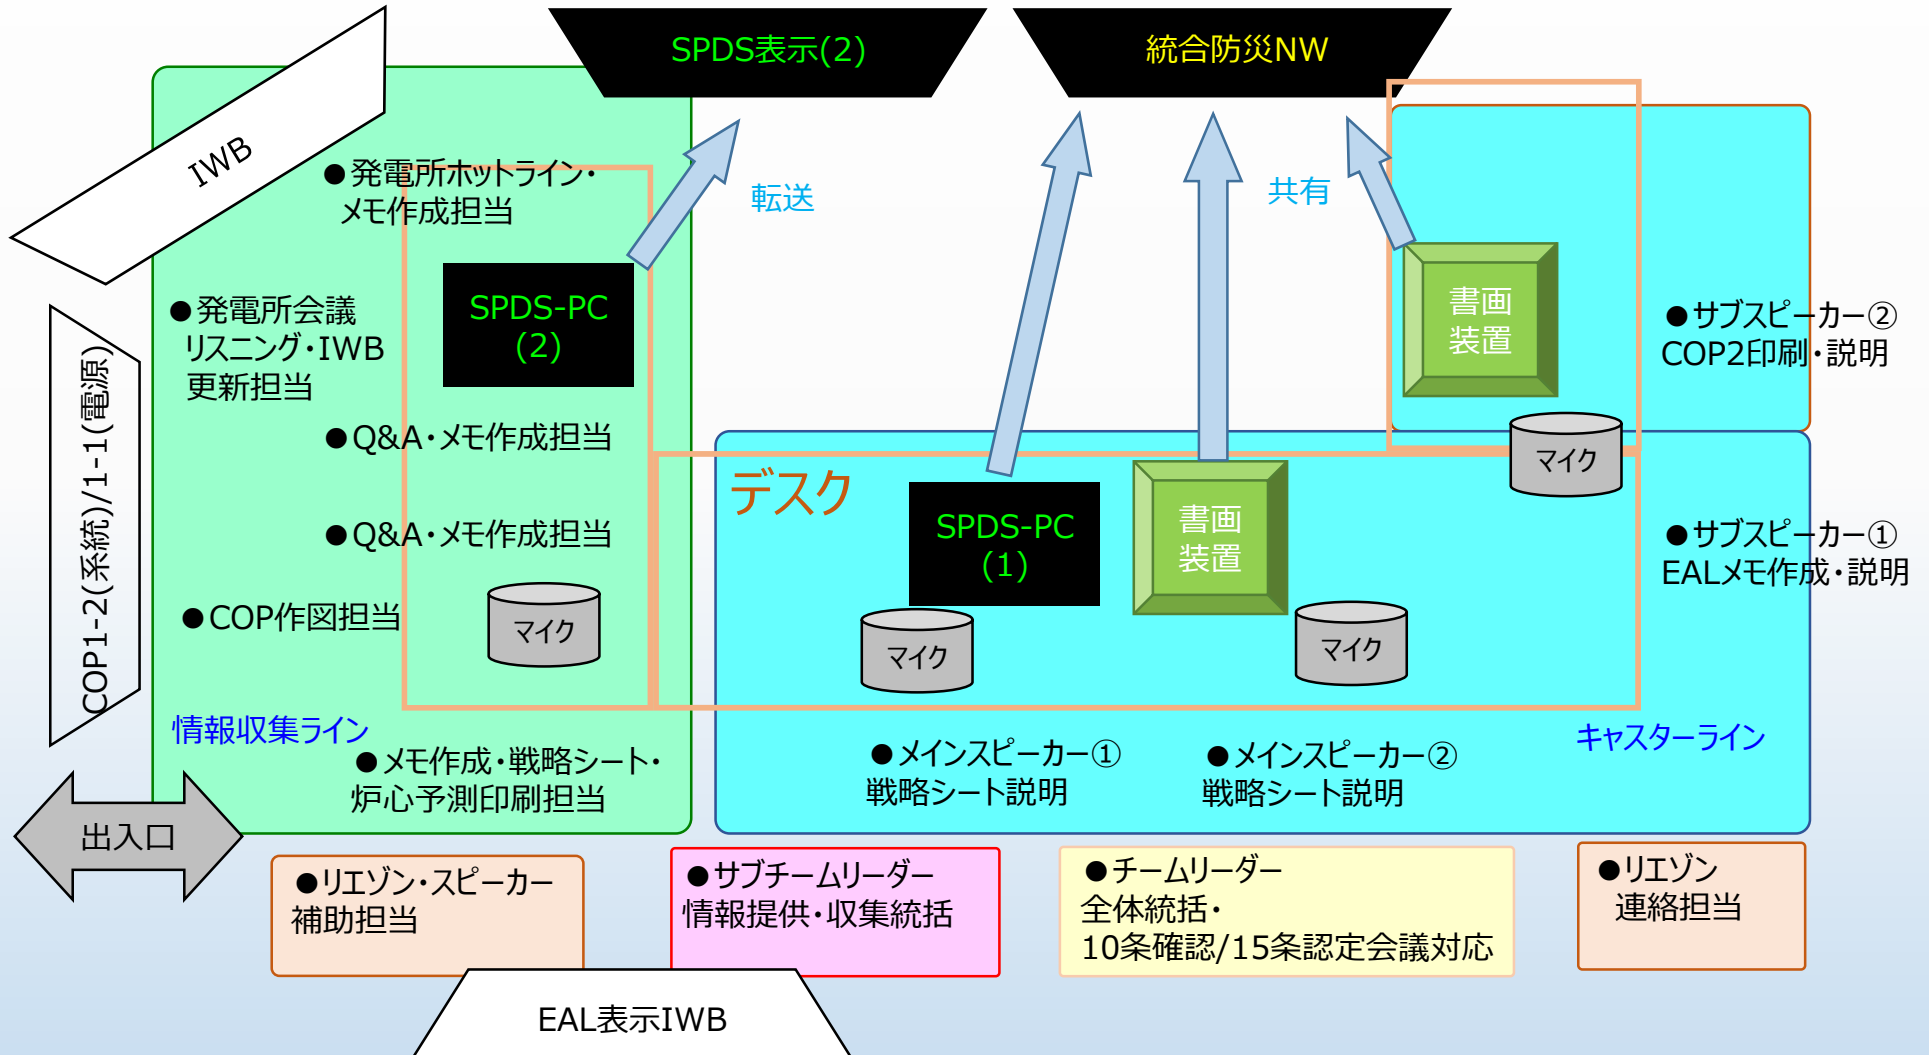 SPDS表示(2)
統合防災NW
IWB
●発電所ホットライン・
メモ作成担当
転送
共有
SPDS-PC
(2)
●発電所会議
リスニング・IWB
更新担当
書画
装置
●サブスピーカー②
COP2印刷・説明
COP1-2(系統)/1-1(電源)
●Q&A・メモ作成担当
マイク
デスク
SPDS-PC
(1)
書画
装置
●Q&A・メモ作成担当
●サブスピーカー①
EALメモ作成・説明
●COP作図担当
マイク
マイク
マイク
情報収集ライン
キャスターライン
●メモ作成・戦略シート・
炉心予測印刷担当
●メインスピーカー①
戦略シート説明
●メインスピーカー②
戦略シート説明
出入口
●リエゾン・スピーカー
補助担当
●サブチームリーダー
情報提供・収集統括
●チームリーダー
全体統括・
10条確認/15条認定会議対応
●リエゾン
連絡担当
EAL表示IWB